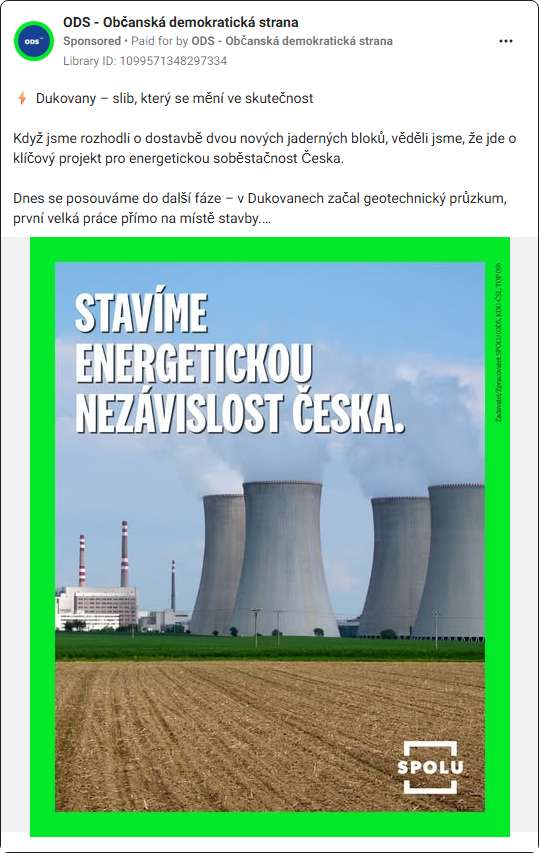 ODS - Občanská demokratická strana
Sponsored • Paid for by ODS - Občanská demokratická strana
Library ID: 1099571348297334
Dukovany – slib, který se mění ve skutečnost
Když jsme rozhodli o dostavbě dvou nových jaderných bloků, věděli jsme, že jde o
klíčový projekt pro energetickou soběstačnost Česka.
Dnes se posouváme do další fáze – v Dukovanech začal geotechnický průzkum,
první velká práce přímo na místě stavby.…
STAVÍME
ENERGETICKOU
NEZÁVISLOST ČESKA.
Zadavatel/Zpracovatel: SPOLU (ODS, KDU-ČSL, TOP 09)
SPOLU
ODS